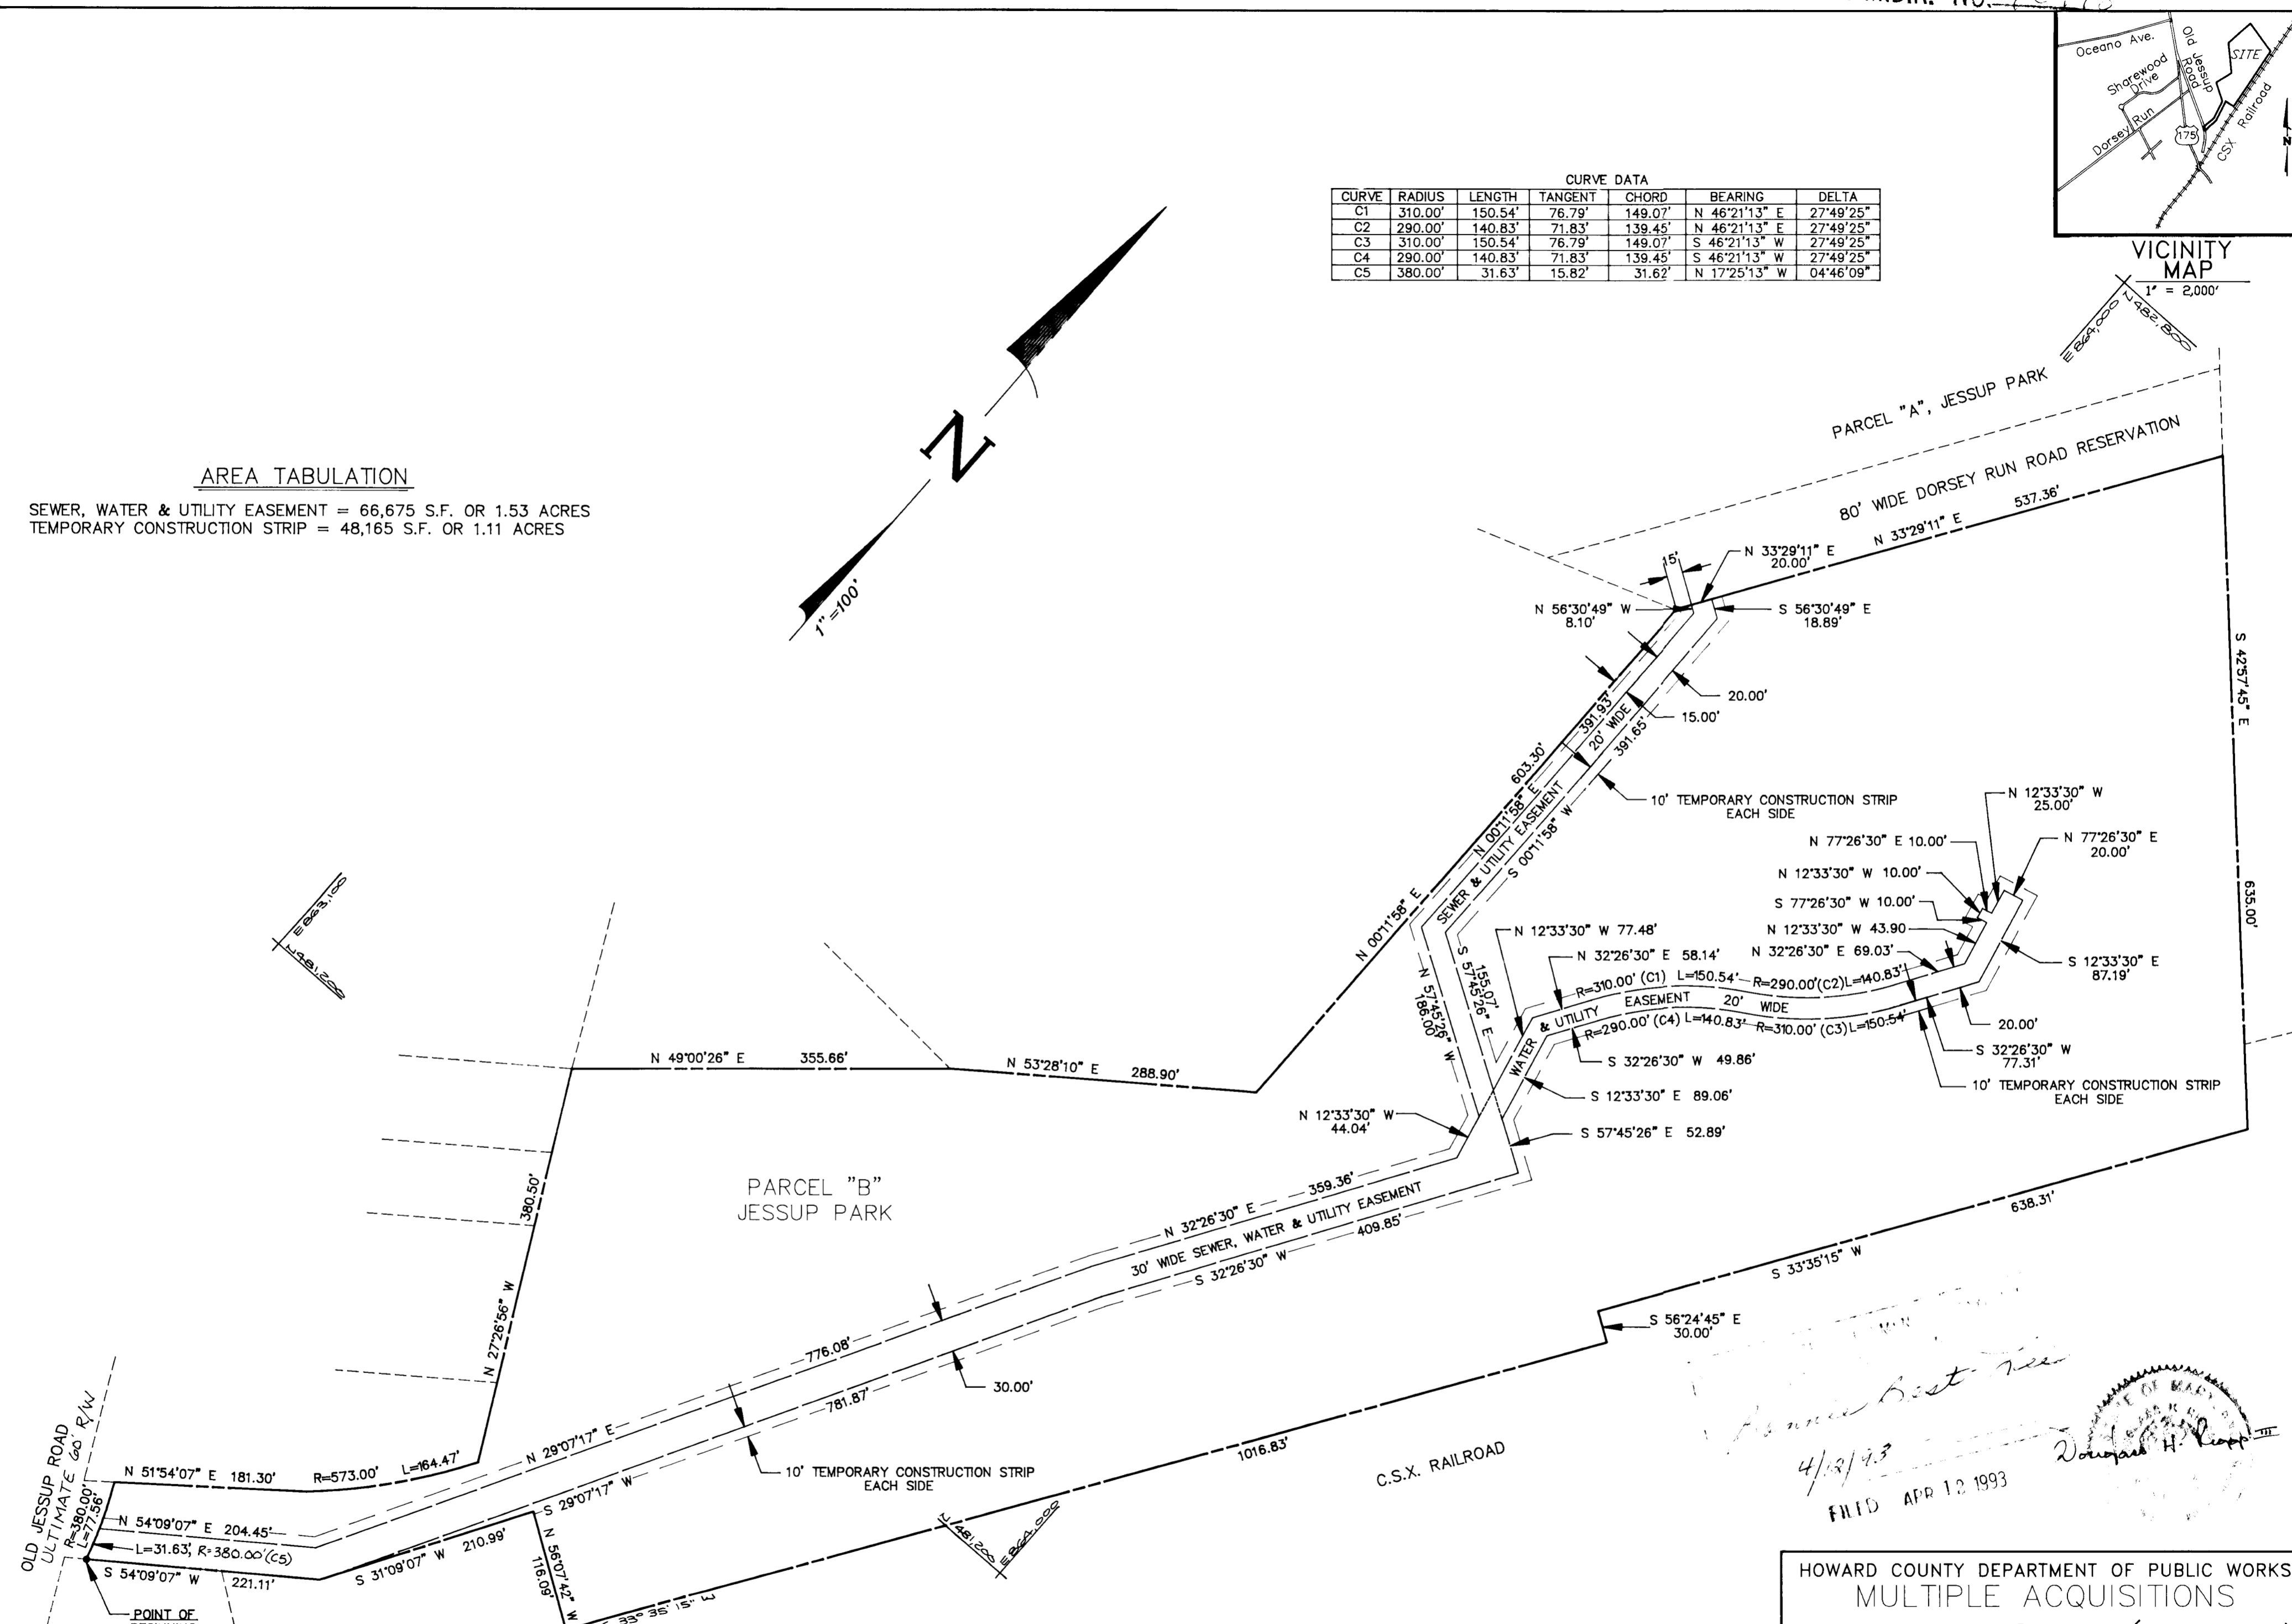 Oceano Ave.
Old Jessup Road
SITE
Sharewood
Drive
Dorsey Run
175
CSX Railroad
N
VICINITY
MAP
1" = 2,000'
CURVE DATA
CURVE RADIUS LENGTH TANGENT CHORD BEARING DELTA
C1 310.00' 150.54' 76.79' 149.07' N 46°21'13" E 27°49'25"
C2 290.00' 140.83' 71.83' 139.45' N 46°21'13" E 27°49'25"
C3 310.00' 150.54' 76.79' 149.07' S 46°21'13" W 27°49'25"
C4 290.00' 140.83' 71.83' 139.45' S 46°21'13" W 27°49'25"
C5 380.00' 31.63' 15.82' 31.62' N 17°25'13" W 04°46'09"
E 864,000
N 482,800
N
1"=100'
AREA TABULATION
SEWER, WATER & UTILITY EASEMENT = 66,675 S.F. OR 1.53 ACRES
TEMPORARY CONSTRUCTION STRIP = 48,165 S.F. OR 1.11 ACRES
PARCEL "A", JESSUP PARK
80' WIDE DORSEY RUN ROAD RESERVATION
N 33°29'11" E 537.36'
15'
N 33°29'11" E
20.00'
N 56°30'49" W
8.10'
S 56°30'49" E
18.89'
S 42°57'45" E
635.00'
20.00'
15.00'
391.93'
20' WIDE
391.65'
603.30'
N 00°11'58" E
SEWER & UTILITY EASEMENT
S 00°11'58" W
N 00°11'58" E
10' TEMPORARY CONSTRUCTION STRIP
EACH SIDE
N 12°33'30" W
25.00'
N 77°26'30" E 10.00'
N 77°26'30" E
20.00'
N 12°33'30" W 10.00'
S 77°26'30" W 10.00'
N 12°33'30" W 43.90
N 32°26'30" E 69.03'
S 12°33'30" E
87.19'
N 12°33'30" W 77.48'
N 32°26'30" E 58.14'
R=310.00' (C1) L=150.54'
R=290.00'(C2)L=140.83'
WATER & UTILITY EASEMENT 20' WIDE
R=290.00' (C4) L=140.83'
R=310.00' (C3)L=150.54'
20.00'
S 32°26'30" W
77.31'
10' TEMPORARY CONSTRUCTION STRIP
EACH SIDE
155.07'
S 57°45'26" E
N 57°45'26" W
186.00'
S 32°26'30" W 49.86'
S 12°33'30" E 89.06'
N 12°33'30" W
44.04'
S 57°45'26" E 52.89'
E 863,100
N 481,200
N 49°00'26" E 355.66'
N 53°28'10" E 288.90'
380.50'
N 27°26'56" W
PARCEL "B"
JESSUP PARK
N 32°26'30" E 359.36'
30' WIDE SEWER, WATER & UTILITY EASEMENT
S 32°26'30" W 409.85'
638.31'
S 33°35'15" W
S 56°24'45" E
30.00'
776.08'
781.87'
30.00'
N 29°07'17" E
S 29°07'17" W
10' TEMPORARY CONSTRUCTION STRIP
EACH SIDE
1016.83'
C.S.X. RAILROAD
N 481,200
E 864,000
OLD JESSUP ROAD
ULTIMATE 60' R/W
R=380.00'
L=77.56'
N 51°54'07" E 181.30'
R=573.00' L=164.47'
N 54°09'07" E 204.45'
L=31.63', R=380.00'(C5)
S 54°09'07" W 221.11'
S 31°09'07" W 210.99'
N 56°07'42" W
116.09'
33° 35' 15" W
POINT OF
Best
4/12/93
FILED APR 12 1993
Douglas H.
III
HOWARD COUNTY DEPARTMENT OF PUBLIC WORKS
MULTIPLE ACQUISITIONS